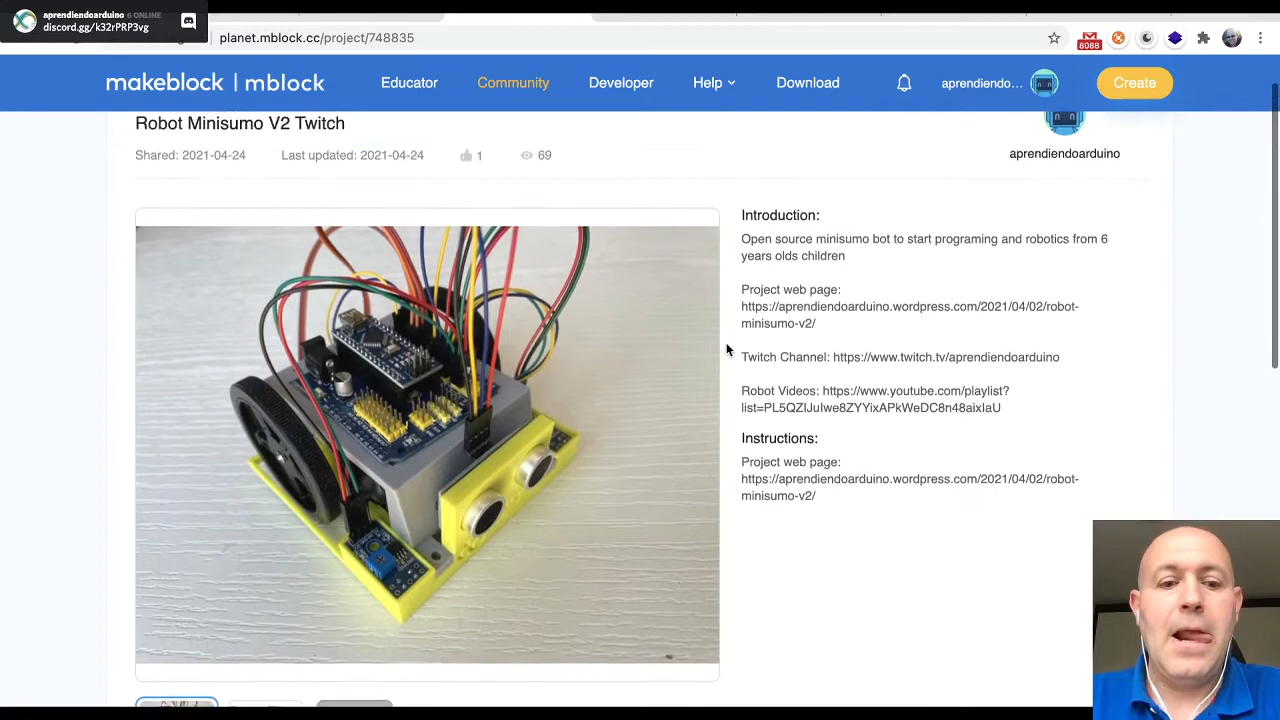 aprendiendoarduino 6 ONLINE
discord.gg/k32rPRP3vg
planet.mblock.cc/project/748835
8088
makeblock | mblock
Educator
Community
Developer
Help
Download
aprendiendo...
Create
Robot Minisumo V2 Twitch
Shared: 2021-04-24
Last updated: 2021-04-24
1
69
aprendiendoarduino
Introduction:
Open source minisumo bot to start programing and robotics from 6
years olds children
Project web page:
https://aprendiendoarduino.wordpress.com/2021/04/02/robot-
minisumo-v2/
Twitch Channel: https://www.twitch.tv/aprendiendoarduino
Robot Videos: https://www.youtube.com/playlist?
list=PL5QZIJuIwe8ZYYixAPkWeDC8n48aixIaU
Instructions:
Project web page:
https://aprendiendoarduino.wordpress.com/2021/04/02/robot-
minisumo-v2/